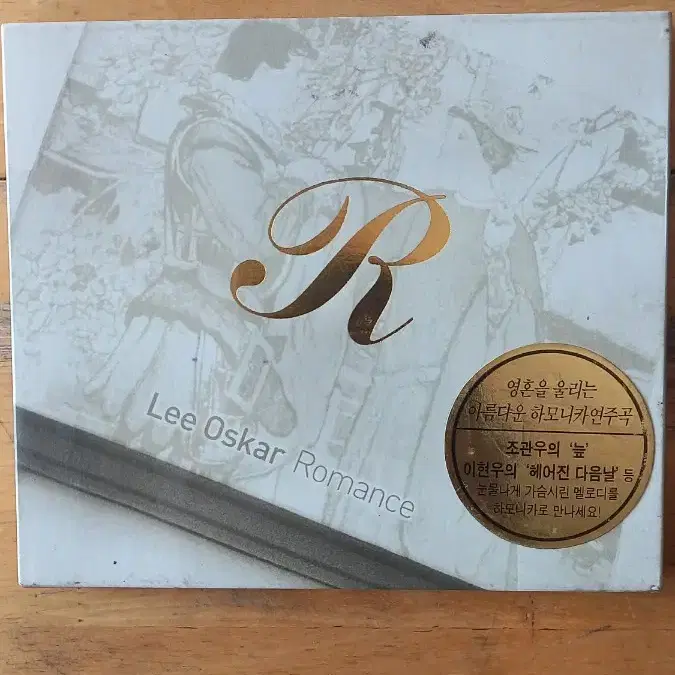 R
Lee Oskar Romance
영혼을 울리는
아름다운 하모니카 연주곡
조관우의 '늪'
이현우의 '헤어진 다음날' 등
눈물나게 가슴시린 멜로디를
하모니카로 만나세요!